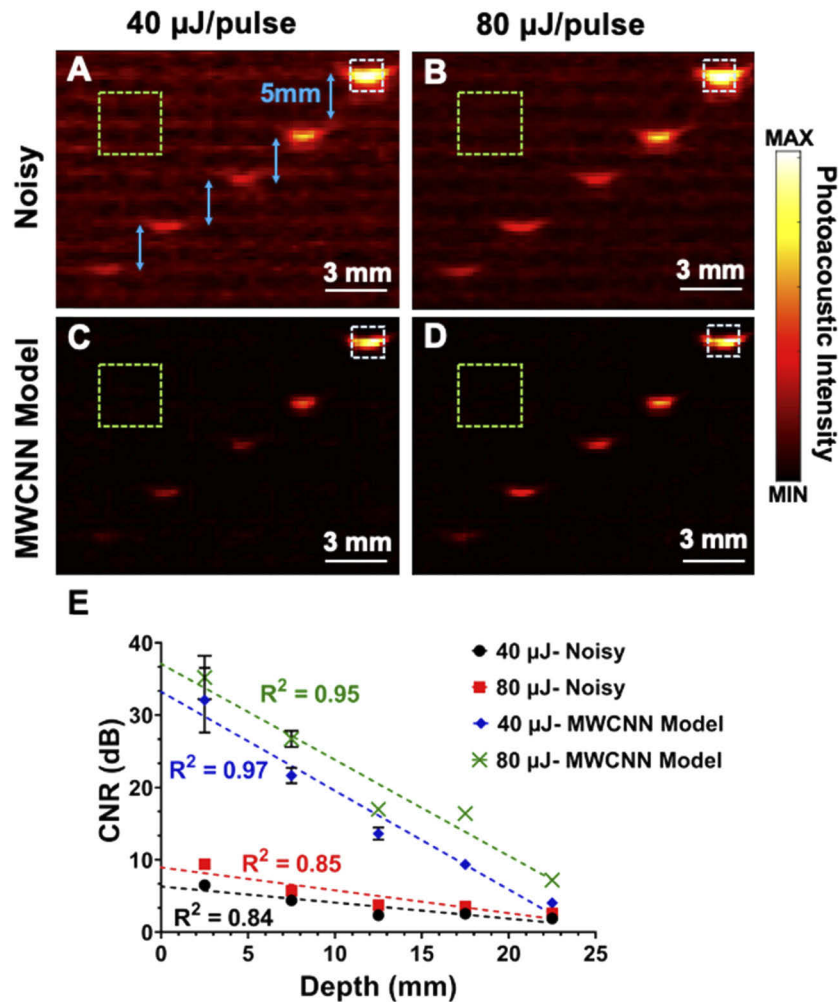 40 µJ/pulse 80 µJ/pulse
Noisy
A
5mm
3 mm
B
3 mm
MAX
Photoacoustic Intensity
MIN
MWCNN Model
C
3 mm
D
3 mm
E
CNR (dB)
40
30
20
10
0
R² = 0.95
R² = 0.97
R² = 0.85
R² = 0.84
40 µJ- Noisy
80 µJ- Noisy
40 µJ- MWCNN Model
80 µJ- MWCNN Model
0 5 10 15 20 25
Depth (mm)